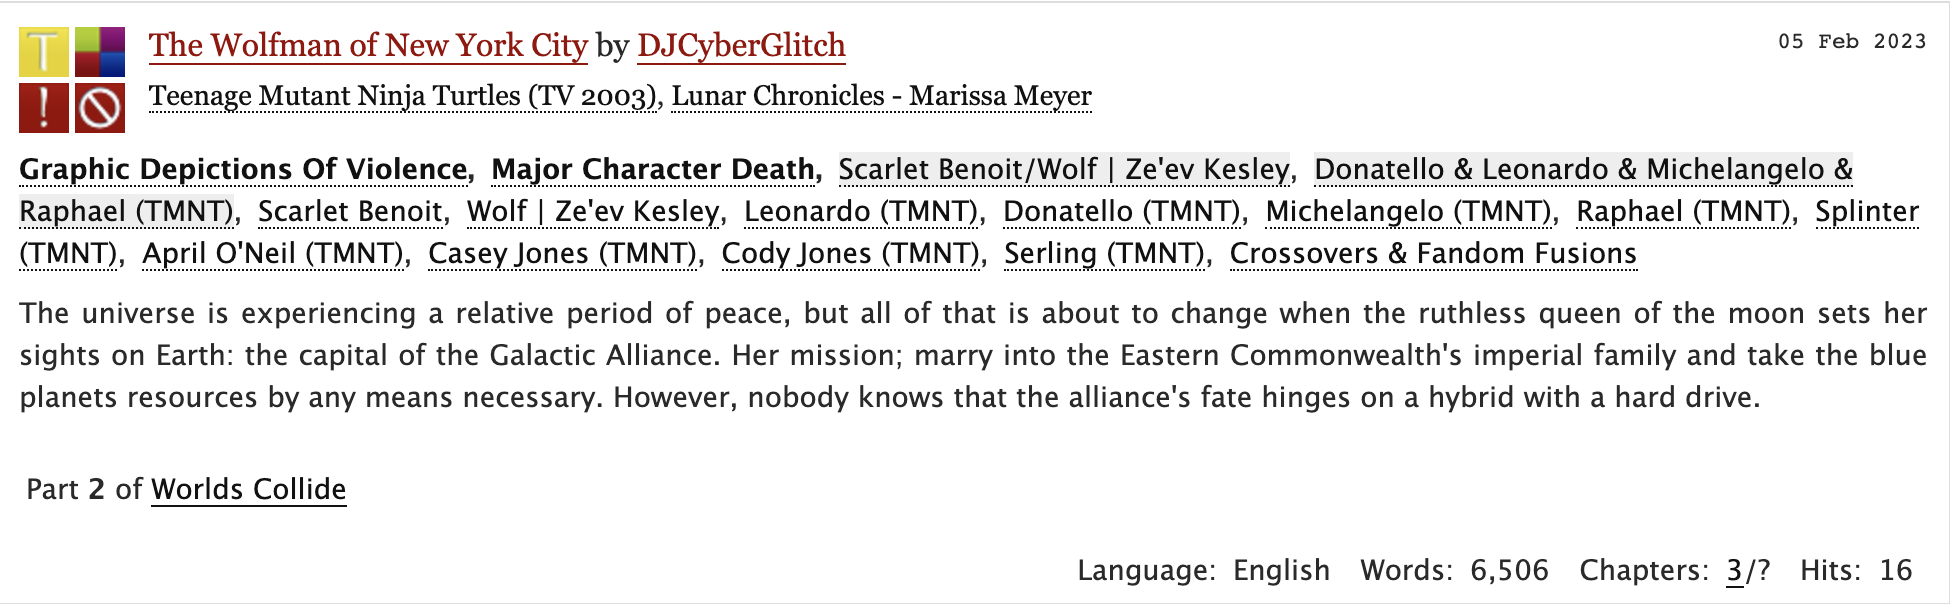 T
The Wolfman of New York City by DJCyberGlitch
05 Feb 2023
!
Teenage Mutant Ninja Turtles (TV 2003), Lunar Chronicles - Marissa Meyer
Graphic Depictions Of Violence, Major Character Death, Scarlet Benoit/Wolf | Ze'ev Kesley, Donatello & Leonardo & Michelangelo &
Raphael (TMNT), Scarlet Benoit, Wolf | Ze'ev Kesley, Leonardo (TMNT), Donatello (TMNT), Michelangelo (TMNT), Raphael (TMNT), Splinter
(TMNT), April O'Neil (TMNT), Casey Jones (TMNT), Cody Jones (TMNT), Serling (TMNT), Crossovers & Fandom Fusions
The universe is experiencing a relative period of peace, but all of that is about to change when the ruthless queen of the moon sets her
sights on Earth: the capital of the Galactic Alliance. Her mission; marry into the Eastern Commonwealth's imperial family and take the blue
planets resources by any means necessary. However, nobody knows that the alliance's fate hinges on a hybrid with a hard drive.
Part 2 of Worlds Collide
Language: English Words: 6,506 Chapters: 3/? Hits: 16